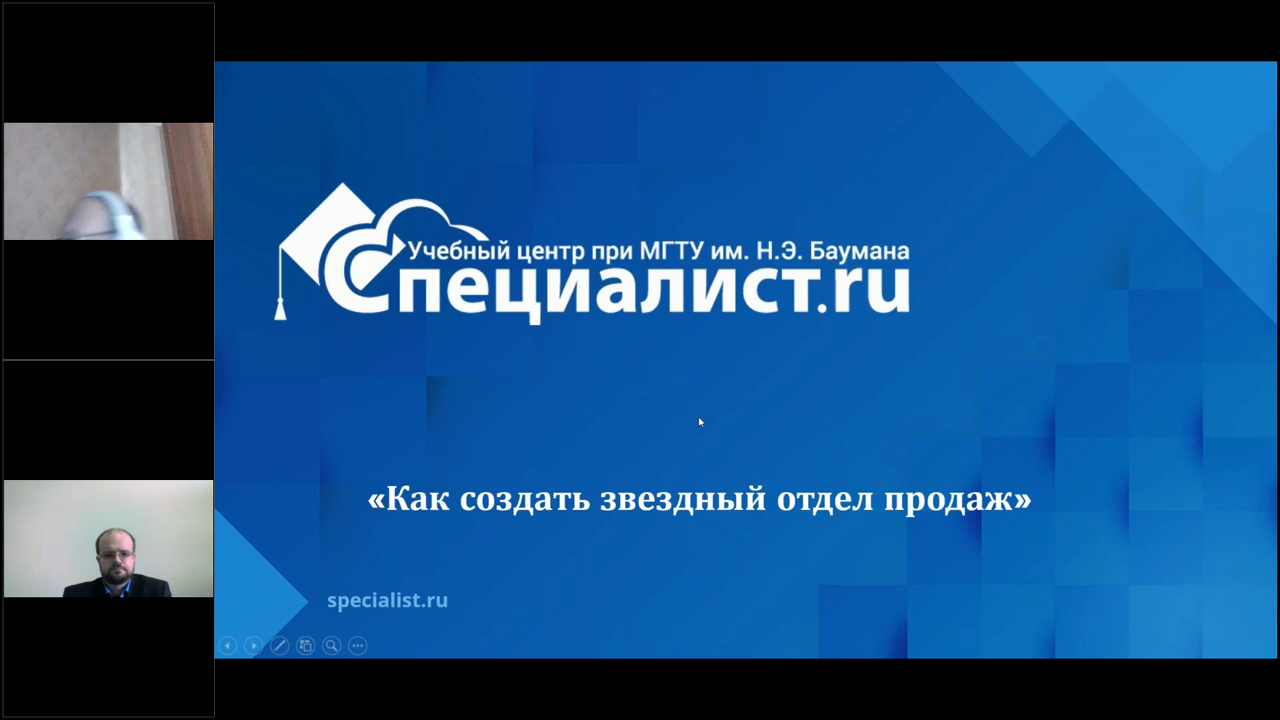 Учебный центр при МГТУ им. Н.Э. Баумана
Специалист.ru
«Как создать звездный отдел продаж»
specialist.ru